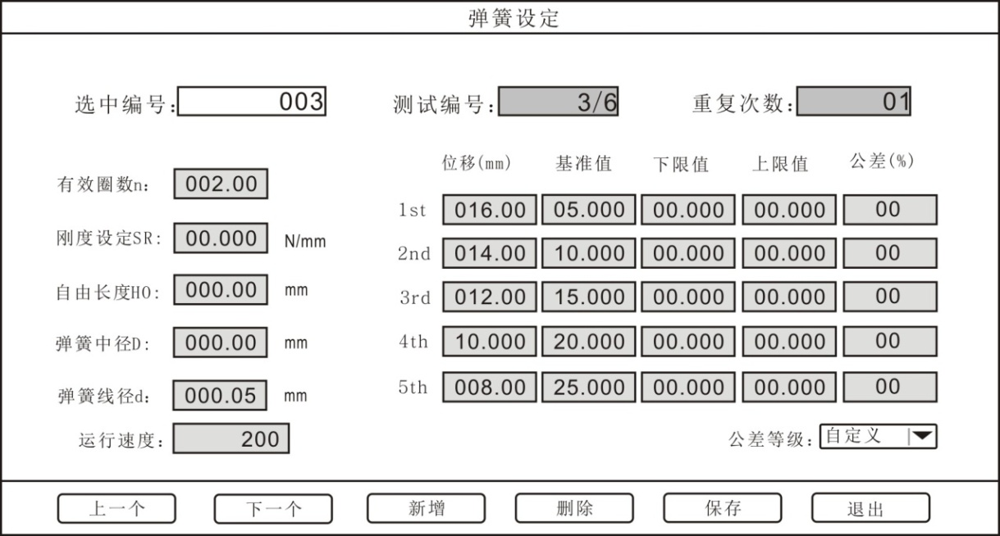 弹簧设定
选中编号: 003 测试编号: 3/6 重复次数: 01
位移(mm) 基准值 下限值 上限值 公差(%)
有效圈数n: 002.00
1st 016.00 05.000 00.000 00.000 00
刚度设定SR: 00.000 N/mm
2nd 014.00 10.000 00.000 00.000 00
自由长度HO: 000.00 mm
3rd 012.00 15.000 00.000 00.000 00
弹簧中径D: 000.00 mm
4th 10.000 20.000 00.000 00.000 00
弹簧线径d: 000.05 mm
5th 008.00 25.000 00.000 00.000 00
运行速度: 200
公差等级: 自定义
上一个 下一个 新增 删除 保存 退出